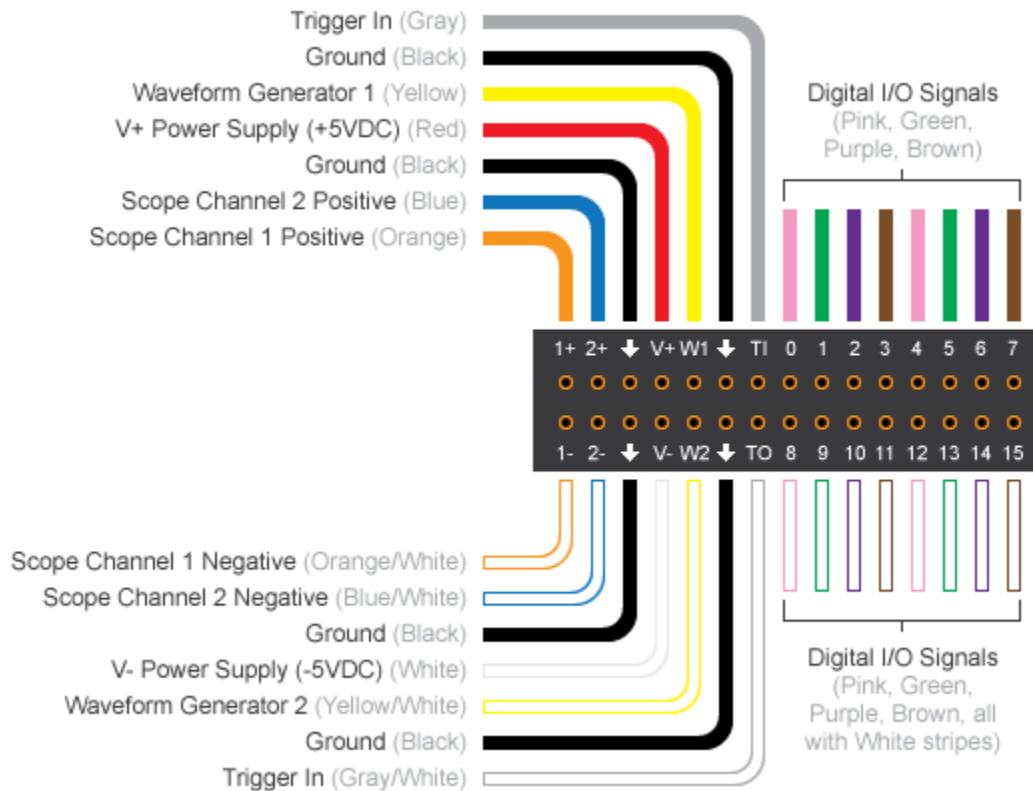 Trigger In (Gray)
Ground (Black)
Waveform Generator 1 (Yellow)
V+ Power Supply (+5VDC) (Red)
Ground (Black)
Scope Channel 2 Positive (Blue)
Scope Channel 1 Positive (Orange)
Digital I/O Signals
(Pink, Green,
Purple, Brown)
1+ 2+ V+ W1 TI 0 1 2 3 4 5 6 7
1- 2- V- W2 TO 8 9 10 11 12 13 14 15
Scope Channel 1 Negative (Orange/White)
Scope Channel 2 Negative (Blue/White)
Ground (Black)
V- Power Supply (-5VDC) (White)
Waveform Generator 2 (Yellow/White)
Ground (Black)
Trigger In (Gray/White)
Digital I/O Signals
(Pink, Green,
Purple, Brown, all
with White stripes)